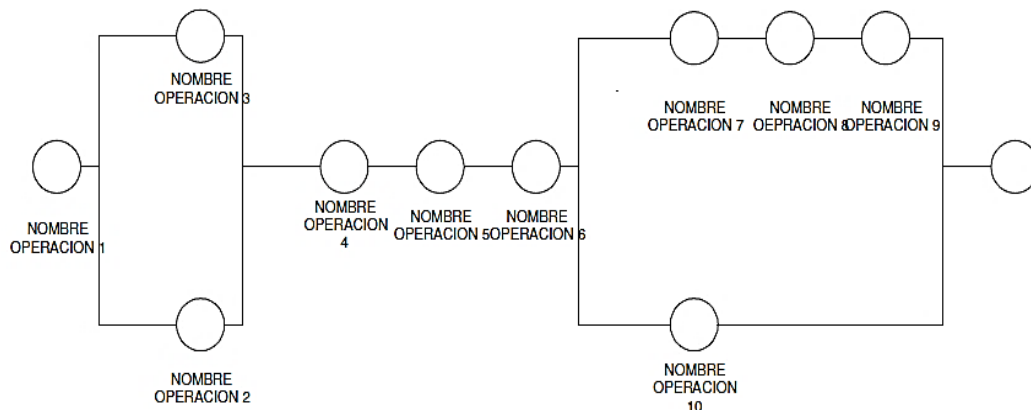 NOMBRE
OPERACION 3
NOMBRE
OPERACION 7
NOMBRE
OEPRACION 8
NOMBRE
OPERACION 9
NOMBRE
OPERACION 1
NOMBRE
OPERACION
4
NOMBRE
OPERACION 5
NOMBRE
OPERACION 6
NOMBRE
OPERACION 2
NOMBRE
OPERACION
10